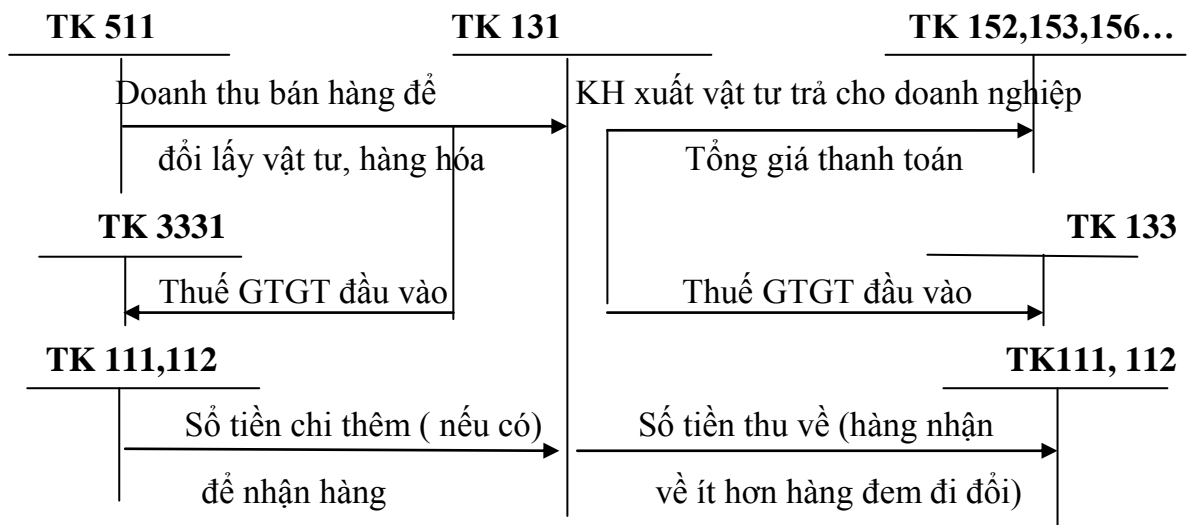 TK 511 TK 131 TK 152,153,156…
Doanh thu bán hàng để KH xuất vật tư trả cho doanh nghiệp
đổi lấy vật tư, hàng hóa Tổng giá thanh toán
TK 3331 TK 133
Thuế GTGT đầu vào Thuế GTGT đầu vào
TK 111,112 TK111, 112
Sổ tiền chi thêm ( nếu có) Số tiền thu về (hàng nhận
để nhận hàng về ít hơn hàng đem đi đổi)